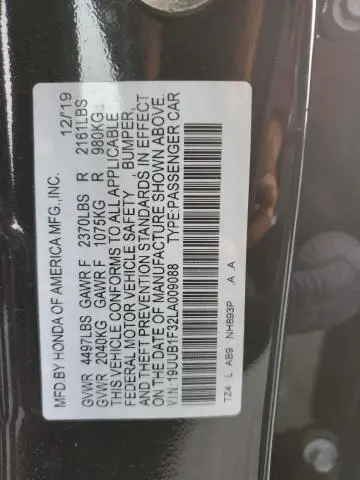 MFD.BY HONDA OF AMERICA MFG.,INC. 12/19
GVWR 4497LBS GAWR F 2370LBS R 2161LBS
GVWR 2040KG GAWR F 1075KG R 980KG
THIS VEHICLE CONFORMS TO ALL APPLICABLE
FEDERAL MOTOR VEHICLE SAFETY , BUMPER,
AND THEFT PREVENTION STANDARDS IN EFFECT
ON THE DATE OF MANUFACTURE SHOWN ABOVE.
V.I.N:19UUB1F32LA009088 TYPE:PASSENGER CAR
TZ4 L AB9 NH893P A A